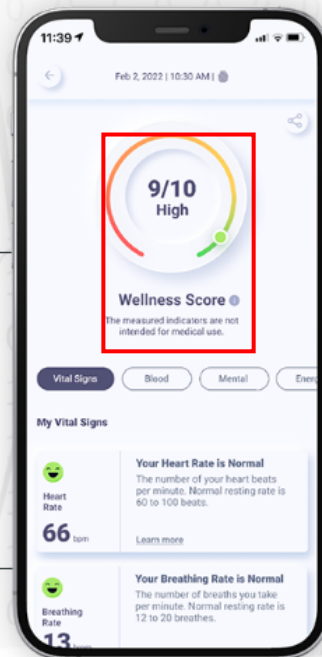 11:39
Feb 2, 2022 | 10:30 AM |
9/10
High
Wellness Score
The measured indicators are not
intended for medical use.
Vital Signs
Blood
Mental
Energ
My Vital Signs
Heart
Rate
66 bpm
Your Heart Rate is Normal
The number of your heart beats
per minute. Normal resting rate is
60 to 100 beats.
Learn more
Breathing
Rate
13
Your Breathing Rate is Normal
The number of breaths you take
per minute. Normal resting rate is
12 to 20 breathes.